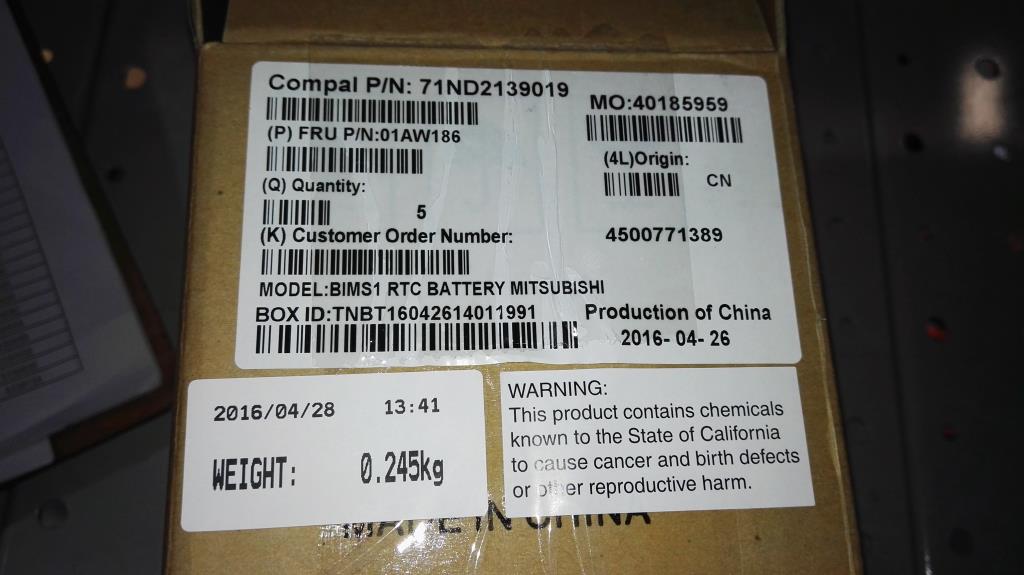 Compal P/N: 71ND2139019
MO:40185959
(P) FRU P/N:01AW186
(4L)Origin:
CN
(Q) Quantity:
5
(K) Customer Order Number:
4500771389
MODEL:BIMS1 RTC BATTERY MITSUBISHI
BOX ID:TNBT16042614011991
Production of China
2016- 04- 26
2016/04/28 13:41
WEIGHT: 0.245kg
WARNING:
This product contains chemicals
known to the State of California
to cause cancer and birth defects
or other reproductive harm.
MADE IN CHINA